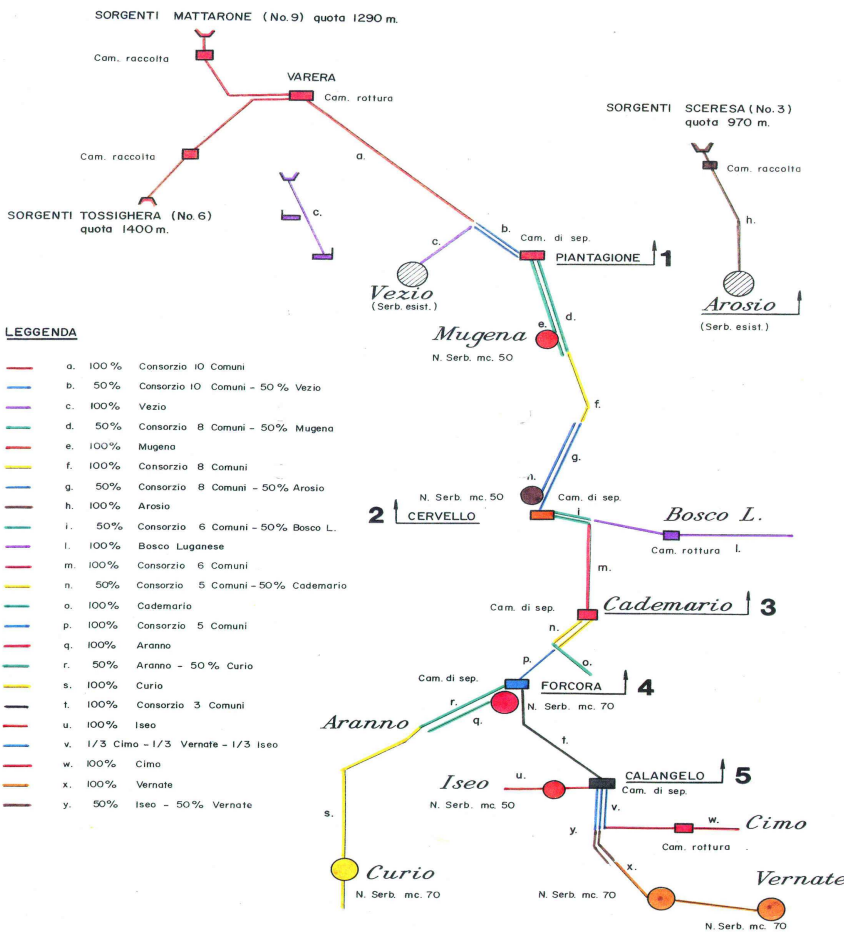 SORGENTI MATTARONE (No.9) quota 1290 m.
Cam. raccolta
VARERA
Cam. rottura
SORGENTI SCERESA (No.3)
quota 970 m.
Cam. raccolta
Cam. raccolta
a.
h.
SORGENTI TOSSIGHERA (No.6)
quota 1400 m.
c.
b.
c.
Cam. di sep.
PIANTAGIONE 1
Vezio
(Serb. esist.)
Arosio
(Serb. esist.)
d.
e.
Mugena
N. Serb. mc. 50
f.
g.
LEGGENDA
a. 100% Consorzio 10 Comuni
b. 50% Consorzio 10 Comuni - 50% Vezio
c. 100% Vezio
d. 50% Consorzio 8 Comuni - 50% Mugena
e. 100% Mugena
f. 100% Consorzio 8 Comuni
g. 50% Consorzio 8 Comuni - 50% Arosio
h. 100% Arosio
i. 50% Consorzio 6 Comuni - 50% Bosco L.
l. 100% Bosco Luganese
m. 100% Consorzio 6 Comuni
n. 50% Consorzio 5 Comuni - 50% Cademario
o. 100% Cademario
p. 100% Consorzio 5 Comuni
q. 100% Aranno
r. 50% Aranno - 50% Curio
s. 100% Curio
t. 100% Consorzio 3 Comuni
u. 100% Iseo
v. 1/3 Cimo - 1/3 Vernate - 1/3 Iseo
w. 100% Cimo
x. 100% Vernate
y. 50% Iseo - 50% Vernate
N. Serb. mc. 50
Cam. di sep.
2 CERVELLO
i
Bosco L.
Cam. rottura
l.
m.
Cam. di sep.
Cademario 3
n.
p.
o.
Cam. di sep.
FORCORA 4
N. Serb. mc. 70
r.
q.
Aranno
t.
Iseo
u.
N. Serb. mc. 50
CALANGELO 5
Cam. di sep.
s.
v.
y.
w.
Cimo
Cam. rottura
x.
Curio
N. Serb. mc. 70
N. Serb. mc. 70
Vernate
N. Serb. mc. 70